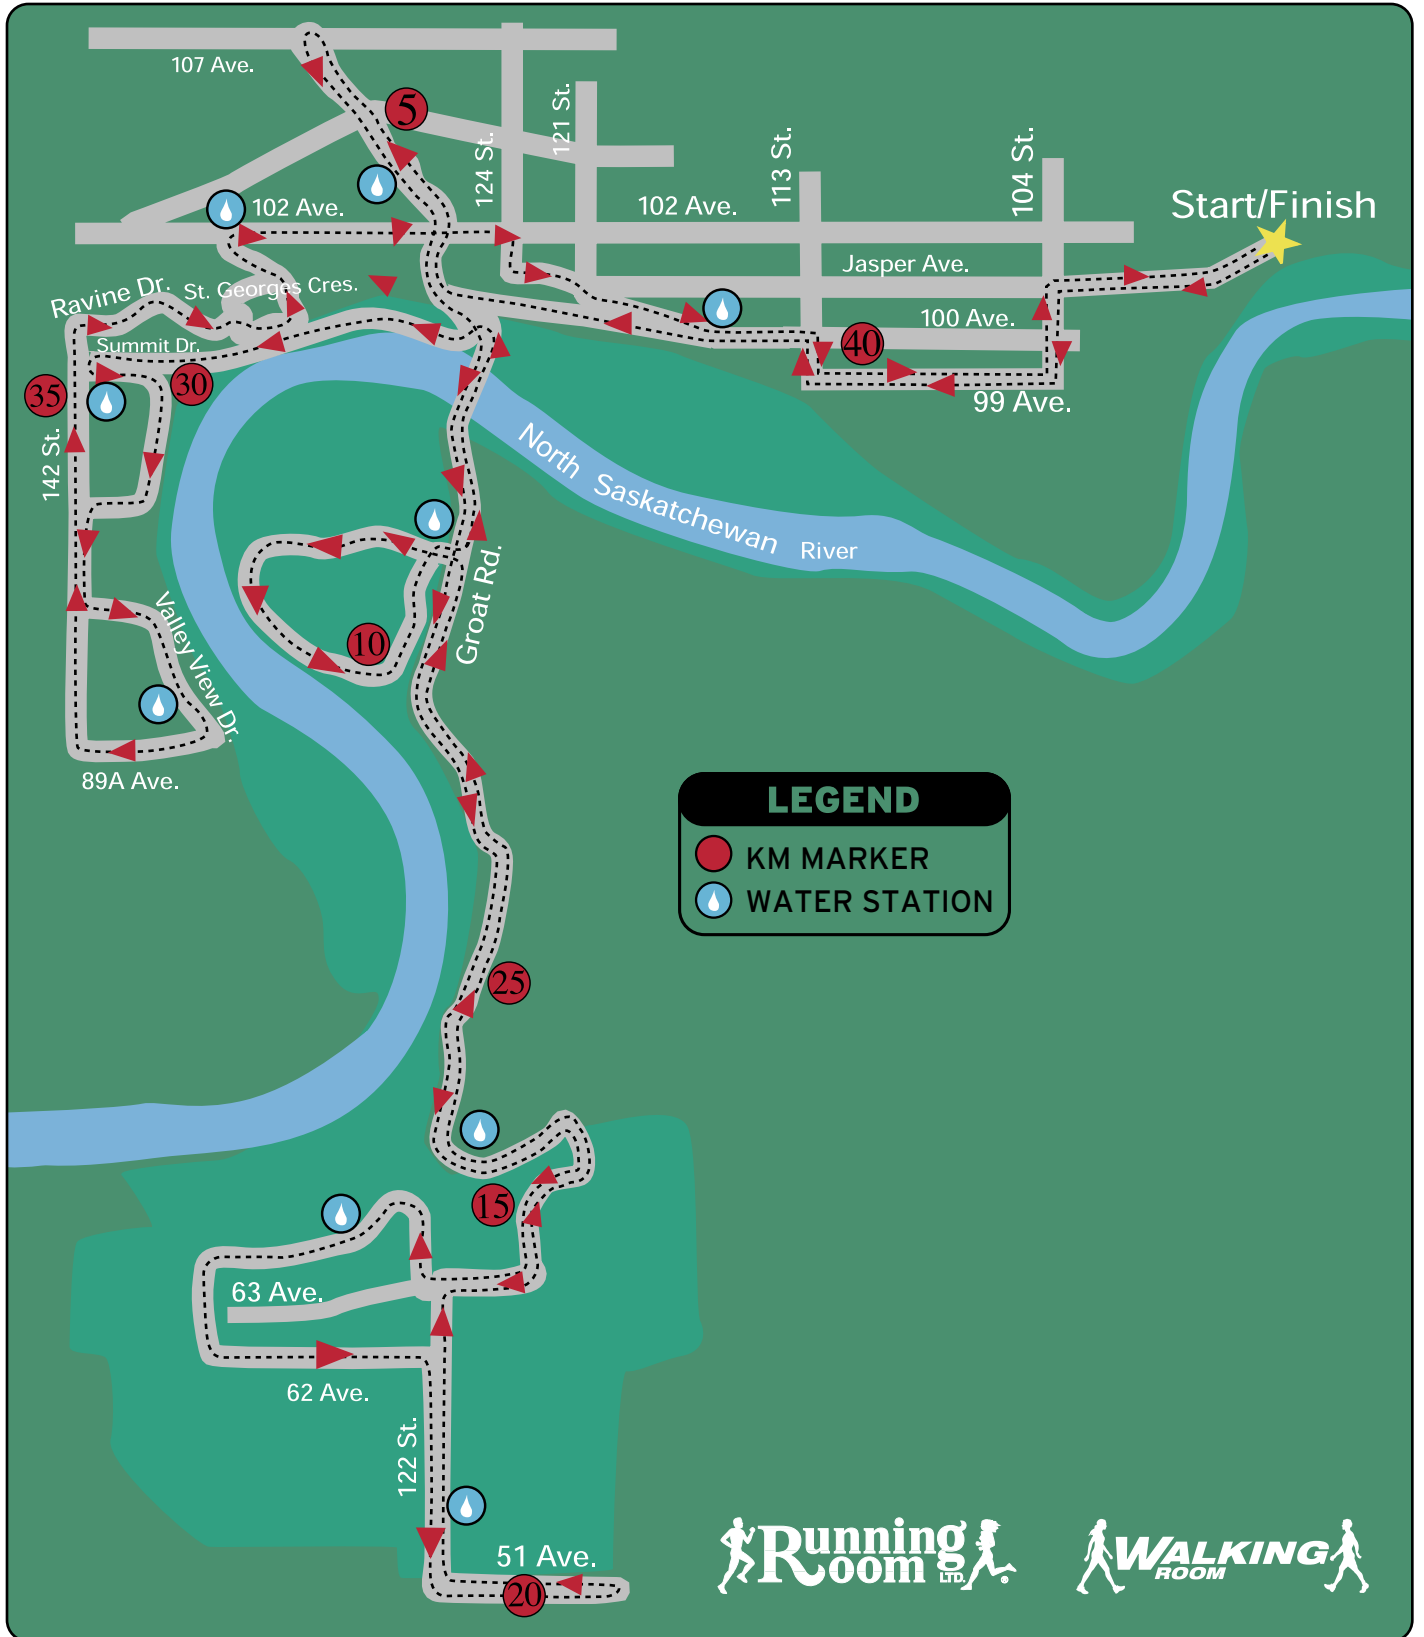 107 Ave.
5
124 St.
121 St.
113 St.
104 St.
Start/Finish
102 Ave.
102 Ave.
Jasper Ave.
Ravine Dr.
St. Georges Cres.
100 Ave.
Summit Dr.
40
35
30
99 Ave.
142 St.
North Saskatchewan River
Groat Rd.
10
Valley View Dr.
89A Ave.
LEGEND
KM MARKER
WATER STATION
25
15
63 Ave.
62 Ave.
122 St.
51 Ave.
20
Running
Room LTD.
WALKING
ROOM